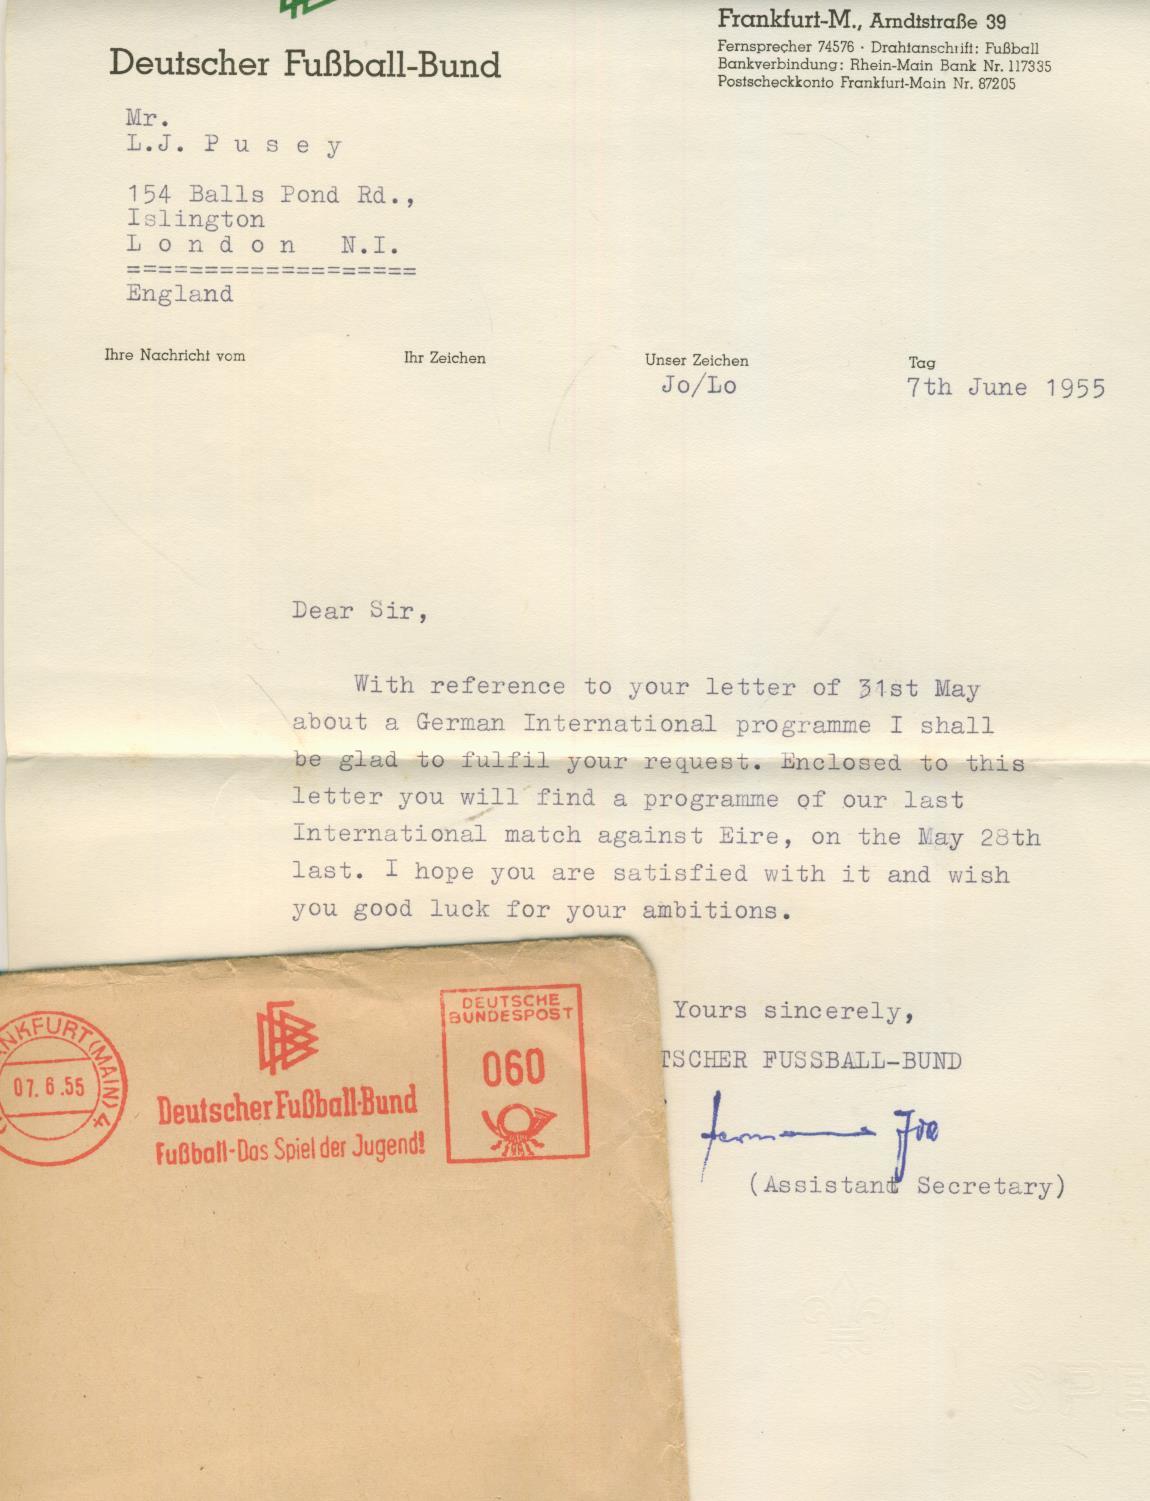 Deutscher Fußball-Bund
Frankfurt-M., Arndtstraße 39
Fernsprecher 74576 · Drahtanschrift: Fußball
Bankverbindung: Rhein-Main Bank Nr. 117335
Postscheckkonto Frankfurt-Main Nr. 87205
Mr.
L.J. P u s e y
154 Balls Pond Rd.,
Islington
L o n d o n N.I.
===================
England
Ihre Nachricht vom
Ihr Zeichen
Unser Zeichen
Jo/Lo
Tag
7th June 1955
Dear Sir,
With reference to your letter of 31st May
about a German International programme I shall
be glad to fulfil your request. Enclosed to this
letter you will find a programme of our last
International match against Eire, on the May 28th
last. I hope you are satisfied with it and wish
you good luck for your ambitions.
Yours sincerely,
TSCHER FUSSBALL-BUND
(Assistant Secretary)
NKFURT (MAIN) 4
07.6.55
DFB
Deutscher Fußball-Bund
Fußball-Das Spiel der Jugend!
DEUTSCHE
BUNDESPOST
060
SPE